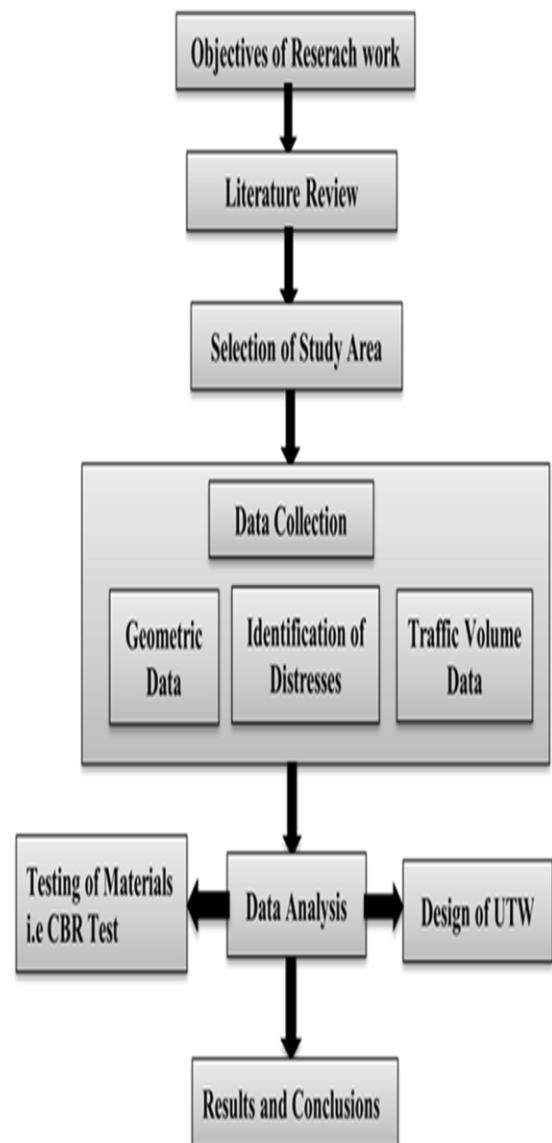 Objectives of Reserach work
Literature Review
Selection of Study Area
Data Collection
Geometric
Data
Identification of
Distresses
Traffic Volume
Data
Testing of Materials
i.e CBR Test
Data Analysis
Design of UTW
Results and Conclusions